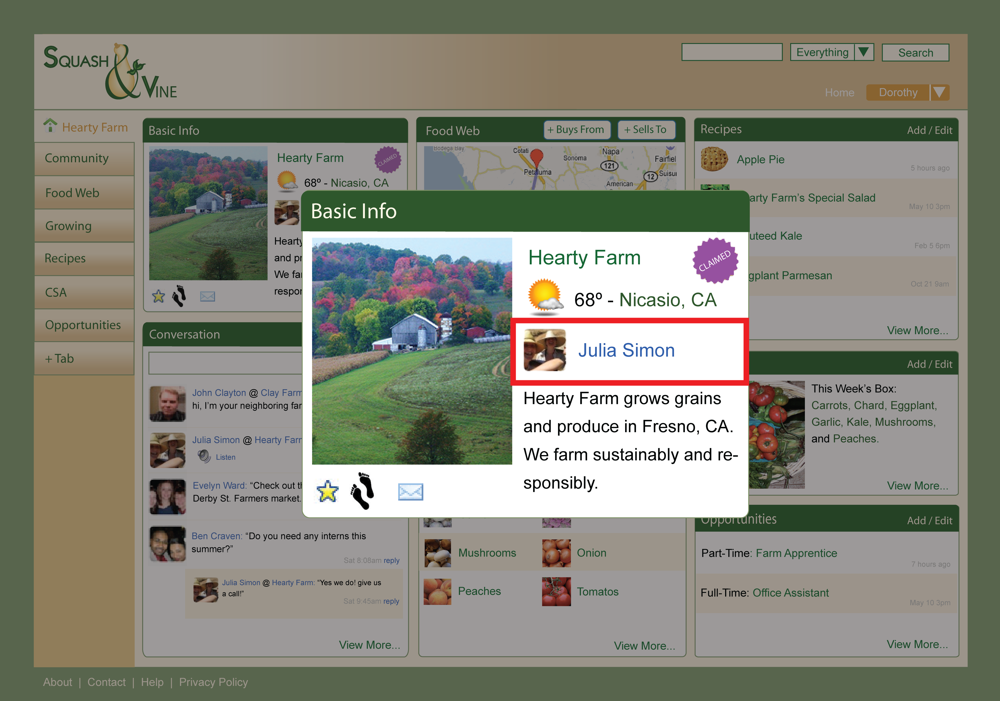 SQUASH & VINE
Everything
Search
Home
Dorothy
Hearty Farm
Community
Food Web
Growing
Recipes
CSA
Opportunities
+ Tab
Basic Info
Hearty Farm
CLAIMED
68º - Nicasio, CA
Hearty
and pr
We far
respon
Food Web
+ Buys From
+ Sells To
Bodega Bay
Cotati
Napa
Sonoma
121
Fairfiel
Petaluma
12
Suisun
American
Recipes
Add / Edit
Apple Pie
5 hours ago
arty Farm's Special Salad
May 10 3pm
uteed Kale
Feb 5 6pm
gplant Parmesan
Oct 21 9am
View More...
Basic Info
Hearty Farm
CLAIMED
68º - Nicasio, CA
Julia Simon
Hearty Farm grows grains
and produce in Fresno, CA.
We farm sustainably and re-
sponsibly.
Conversation
John Clayton @ Clay Farm
hi, I'm your neighboring far
Julia Simon @ Hearty Farm
Listen
Evelyn Ward: “Check out th
Derby St. Farmers market.
Ben Craven: “Do you need any interns this
summer?”
Sat 8:08am reply
Julia Simon @ Hearty Farm: “Yes we do! give us
a call!”
Sat 9:45am reply
View More...
Mushrooms
Onion
Peaches
Tomatos
View More...
Add / Edit
This Week’s Box:
Carrots, Chard, Eggplant,
Garlic, Kale, Mushrooms,
and Peaches.
View More...
Opportunities
Add / Edit
Part-Time: Farm Apprentice
7 hours ago
Full-Time: Office Assistant
May 10 3pm
View More...
About | Contact | Help | Privacy Policy